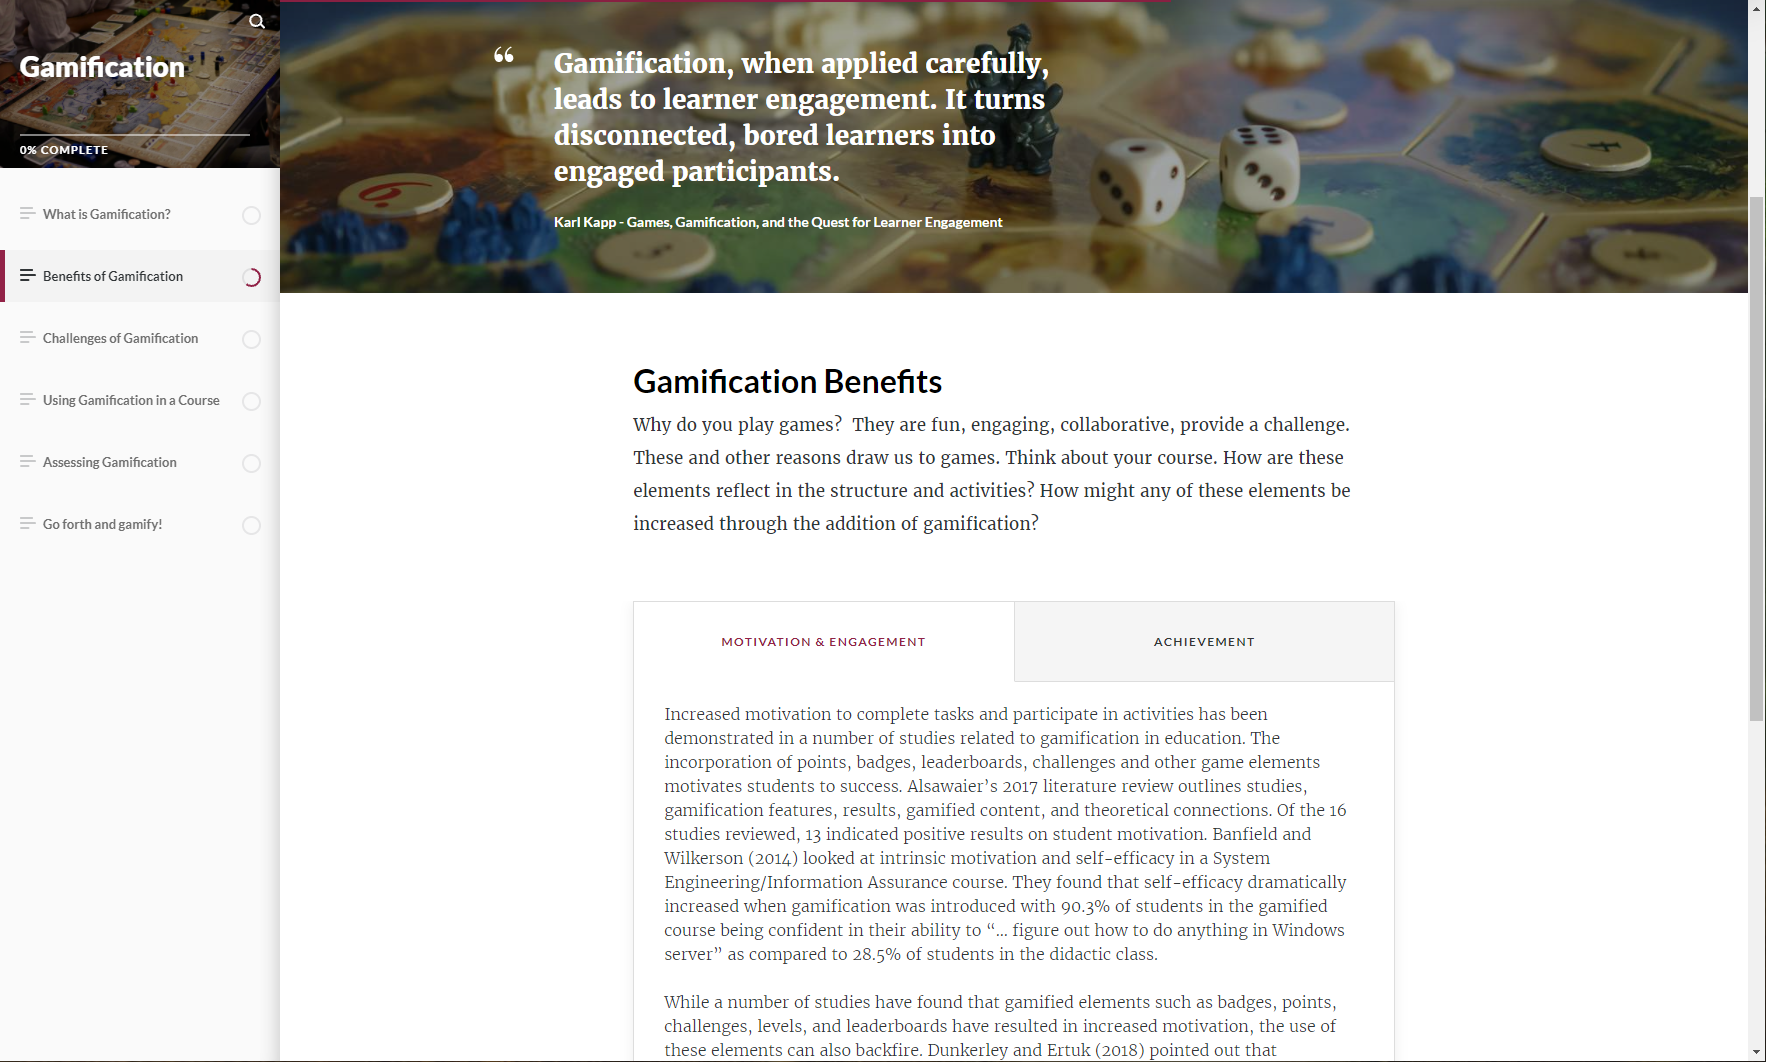 Gamification
0% COMPLETE
What is Gamification?
Benefits of Gamification
Challenges of Gamification
Using Gamification in a Course
Assessing Gamification
Go forth and gamify!
“
Gamification, when applied carefully,
leads to learner engagement. It turns
disconnected, bored learners into
engaged participants.
Karl Kapp - Games, Gamification, and the Quest for Learner Engagement
Gamification Benefits
Why do you play games?  They are fun, engaging, collaborative, provide a challenge.
These and other reasons draw us to games. Think about your course. How are these
elements reflect in the structure and activities? How might any of these elements be
increased through the addition of gamification?
MOTIVATION & ENGAGEMENT
ACHIEVEMENT
Increased motivation to complete tasks and participate in activities has been
demonstrated in a number of studies related to gamification in education. The
incorporation of points, badges, leaderboards, challenges and other game elements
motivates students to success. Alsawaier’s 2017 literature review outlines studies,
gamification features, results, gamified content, and theoretical connections. Of the 16
studies reviewed, 13 indicated positive results on student motivation. Banfield and
Wilkerson (2014) looked at intrinsic motivation and self-efficacy in a System
Engineering/Information Assurance course. They found that self-efficacy dramatically
increased when gamification was introduced with 90.3% of students in the gamified
course being confident in their ability to “... figure out how to do anything in Windows
server” as compared to 28.5% of students in the didactic class.
While a number of studies have found that gamified elements such as badges, points,
challenges, levels, and leaderboards have resulted in increased motivation, the use of
these elements can also backfire. Dunkerley and Ertuk (2018) pointed out that